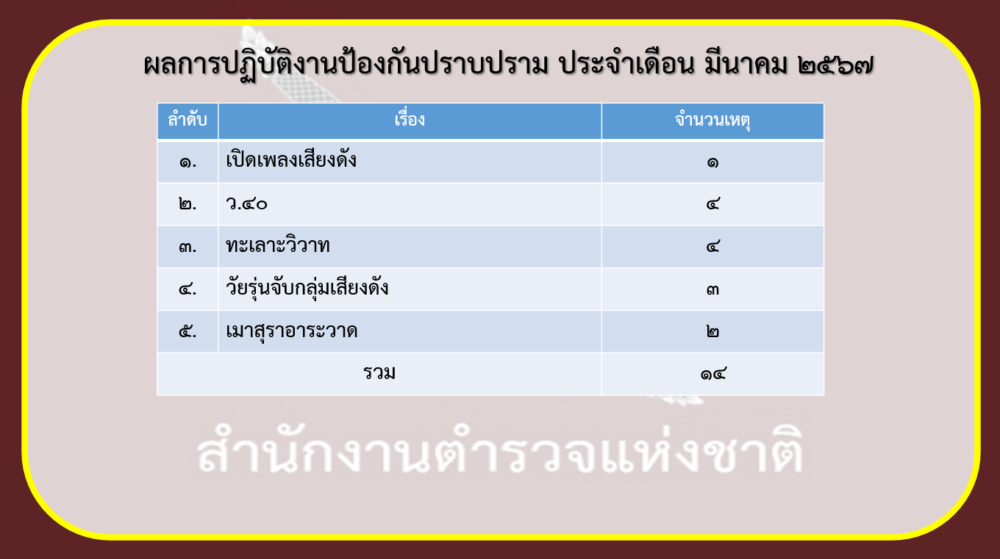 ผลการปฏิบัติงานป้องกันปราบปราม ประจำเดือน มีนาคม ๒๕๖๗
ลำดับ เรื่อง จำนวนเหตุ
๑. เปิดเพลงเสียงดัง ๑
๒. ว.๔๐ ๔
๓. ทะเลาะวิวาท ๔
๔. วัยรุ่นจับกลุ่มเสียงดัง ๓
๕. เมาสุราอาระวาด ๒
รวม ๑๔
สำนักงานตำรวจแห่งชาติ